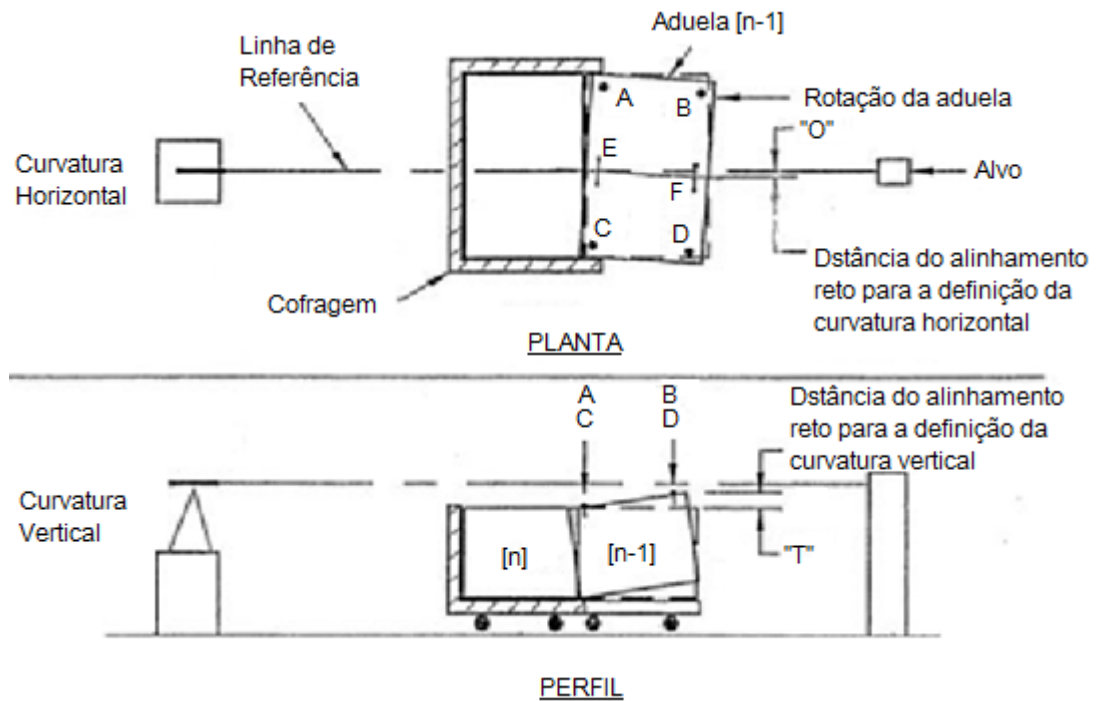 Aduela [n-1]
Linha de
Referência
A
B
Rotação da aduela
"O"
Curvatura
Horizontal
E
F
Alvo
C
D
Dstância do alinhamento
reto para a definição da
curvatura horizontal
Cofragem
PLANTA
A
C
B
D
Dstância do alinhamento
reto para a definição da
curvatura vertical
Curvatura
Vertical
[n]
[n-1]
"T"
PERFIL